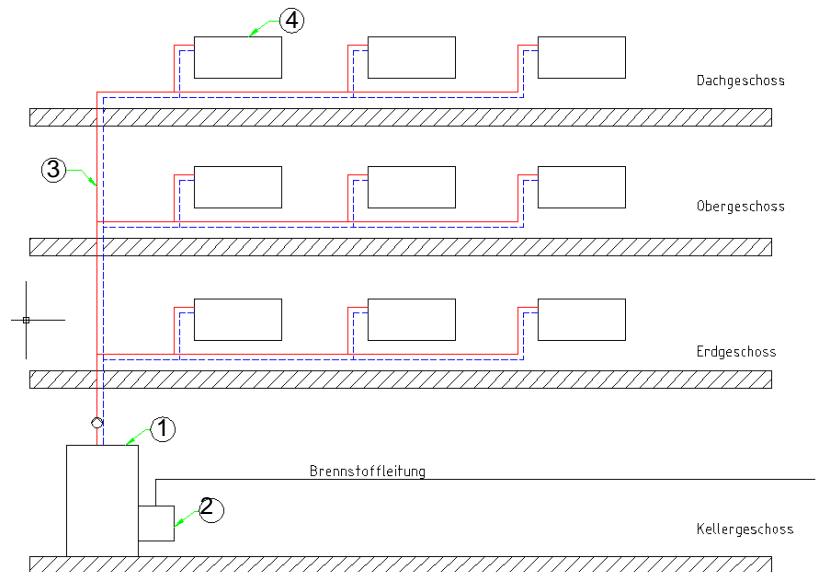 4
Dachgeschoss
3
Obergeschoss
Erdgeschoss
1
Brennstoffleitung
2
Kellergeschoss